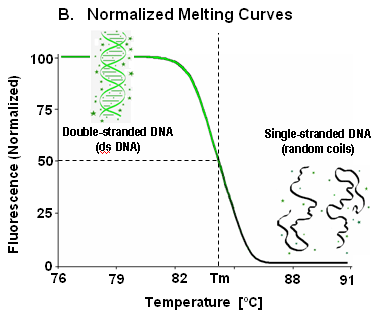 B. Normalized Melting Curves
Fluorescence (Normalized)
100
75
50
25
0
Double-stranded DNA
(ds DNA)
Single-stranded DNA
(random coils)
76 79 82 Tm 88 91
Temperature [°C]